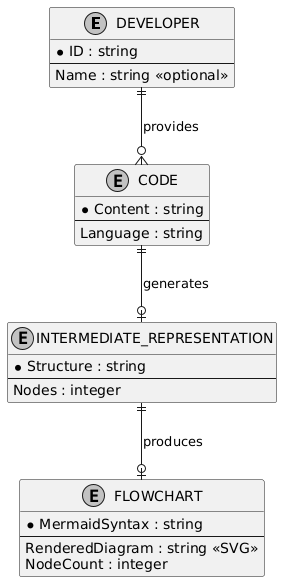 E DEVELOPER
* ID : string
Name : string «optional»
provides
E CODE
* Content : string
Language : string
generates
E INTERMEDIATE_REPRESENTATION
* Structure : string
Nodes : integer
produces
E FLOWCHART
* MermaidSyntax : string
RenderedDiagram : string «SVG»
NodeCount : integer